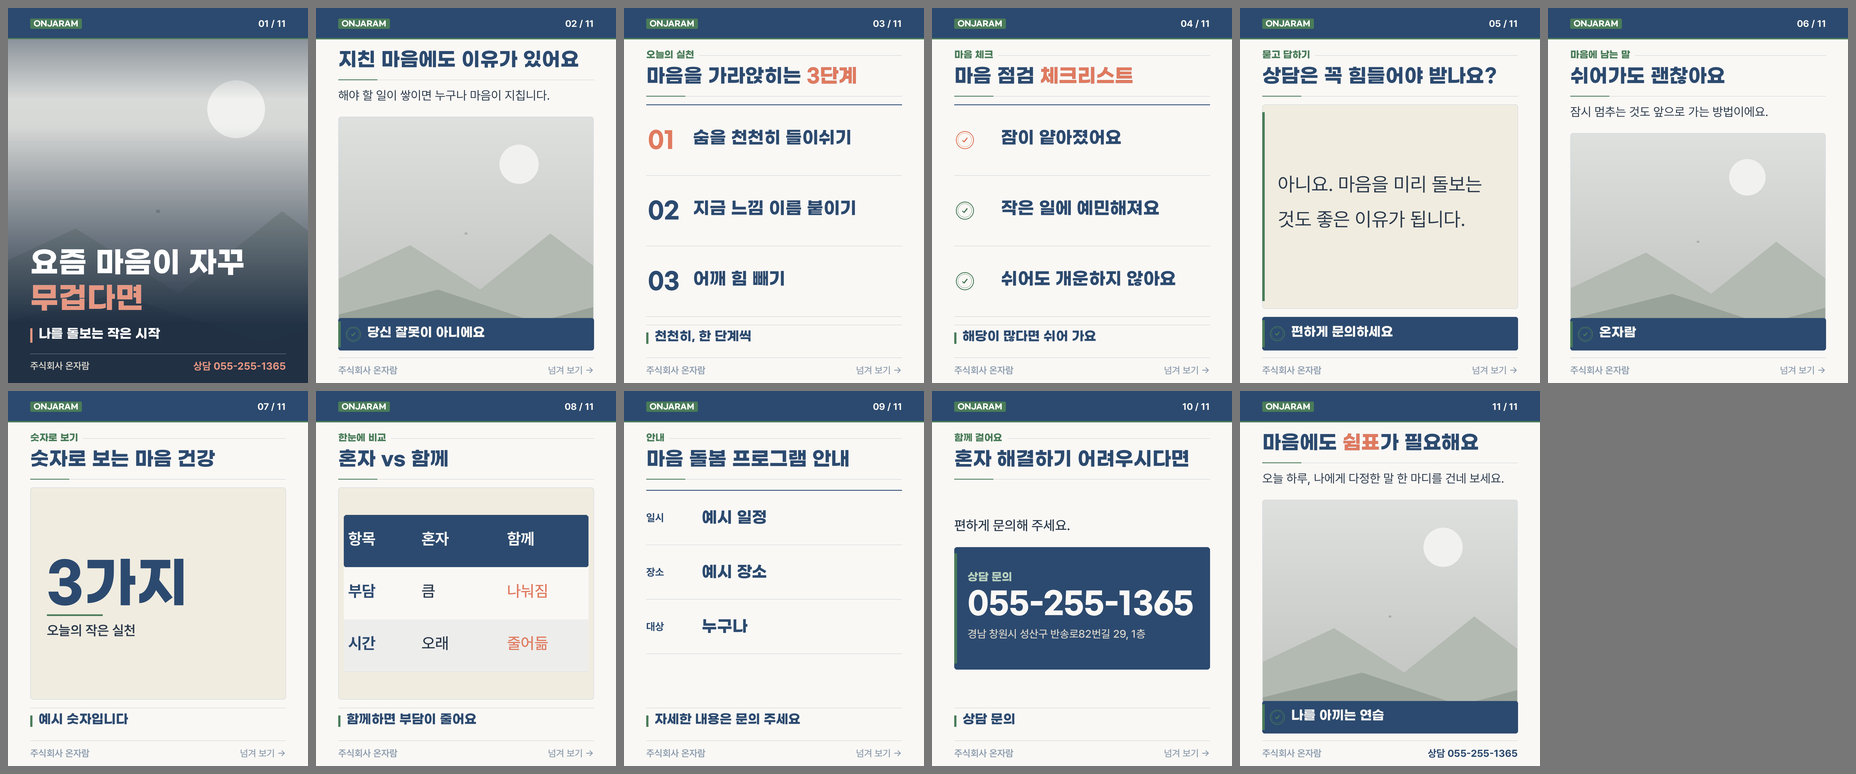 ONJARAM
01 / 11
요즘 마음이 자꾸
무겁다면
나를 돌보는 작은 시작
주식회사 온자람
상담 055-255-1365
ONJARAM
02 / 11
지친 마음에도 이유가 있어요
해야 할 일이 쌓이면 누구나 마음이 지칩니다.
당신 잘못이 아니에요
주식회사 온자람
넘겨 보기 →
ONJARAM
03 / 11
오늘의 실천
마음을 가라앉히는 3단계
01 숨을 천천히 들이쉬기
02 지금 느낌 이름 붙이기
03 어깨 힘 빼기
천천히, 한 단계씩
주식회사 온자람
넘겨 보기 →
ONJARAM
04 / 11
마음 체크
마음 점검 체크리스트
잠이 얕아졌어요
작은 일에 예민해져요
쉬어도 개운하지 않아요
해당이 많다면 쉬어 가요
주식회사 온자람
넘겨 보기 →
ONJARAM
05 / 11
묻고 답하기
상담은 꼭 힘들어야 받나요?
아니요. 마음을 미리 돌보는
것도 좋은 이유가 됩니다.
편하게 문의하세요
주식회사 온자람
넘겨 보기 →
ONJARAM
06 / 11
마음에 남는 말
쉬어가도 괜찮아요
잠시 멈추는 것도 앞으로 가는 방법이에요.
온자람
주식회사 온자람
넘겨 보기 →
ONJARAM
07 / 11
숫자로 보기
숫자로 보는 마음 건강
3가지
오늘의 작은 실천
예시 숫자입니다
주식회사 온자람
넘겨 보기 →
ONJARAM
08 / 11
한눈에 비교
혼자 vs 함께
항목 혼자 함께
부담 큼 나눠짐
시간 오래 줄어듦
함께하면 부담이 줄어요
주식회사 온자람
넘겨 보기 →
ONJARAM
09 / 11
안내
마음 돌봄 프로그램 안내
일시 예시 일정
장소 예시 장소
대상 누구나
자세한 내용은 문의 주세요
주식회사 온자람
넘겨 보기 →
ONJARAM
10 / 11
함께 걸어요
혼자 해결하기 어려우시다면
편하게 문의해 주세요.
상담 문의
055-255-1365
경남 창원시 성산구 반송로82번길 29, 1층
상담 문의
주식회사 온자람
넘겨 보기 →
ONJARAM
11 / 11
마음에도 쉼표가 필요해요
오늘 하루, 나에게 다정한 말 한 마디를 건네 보세요.
나를 아끼는 연습
주식회사 온자람
상담 055-255-1365